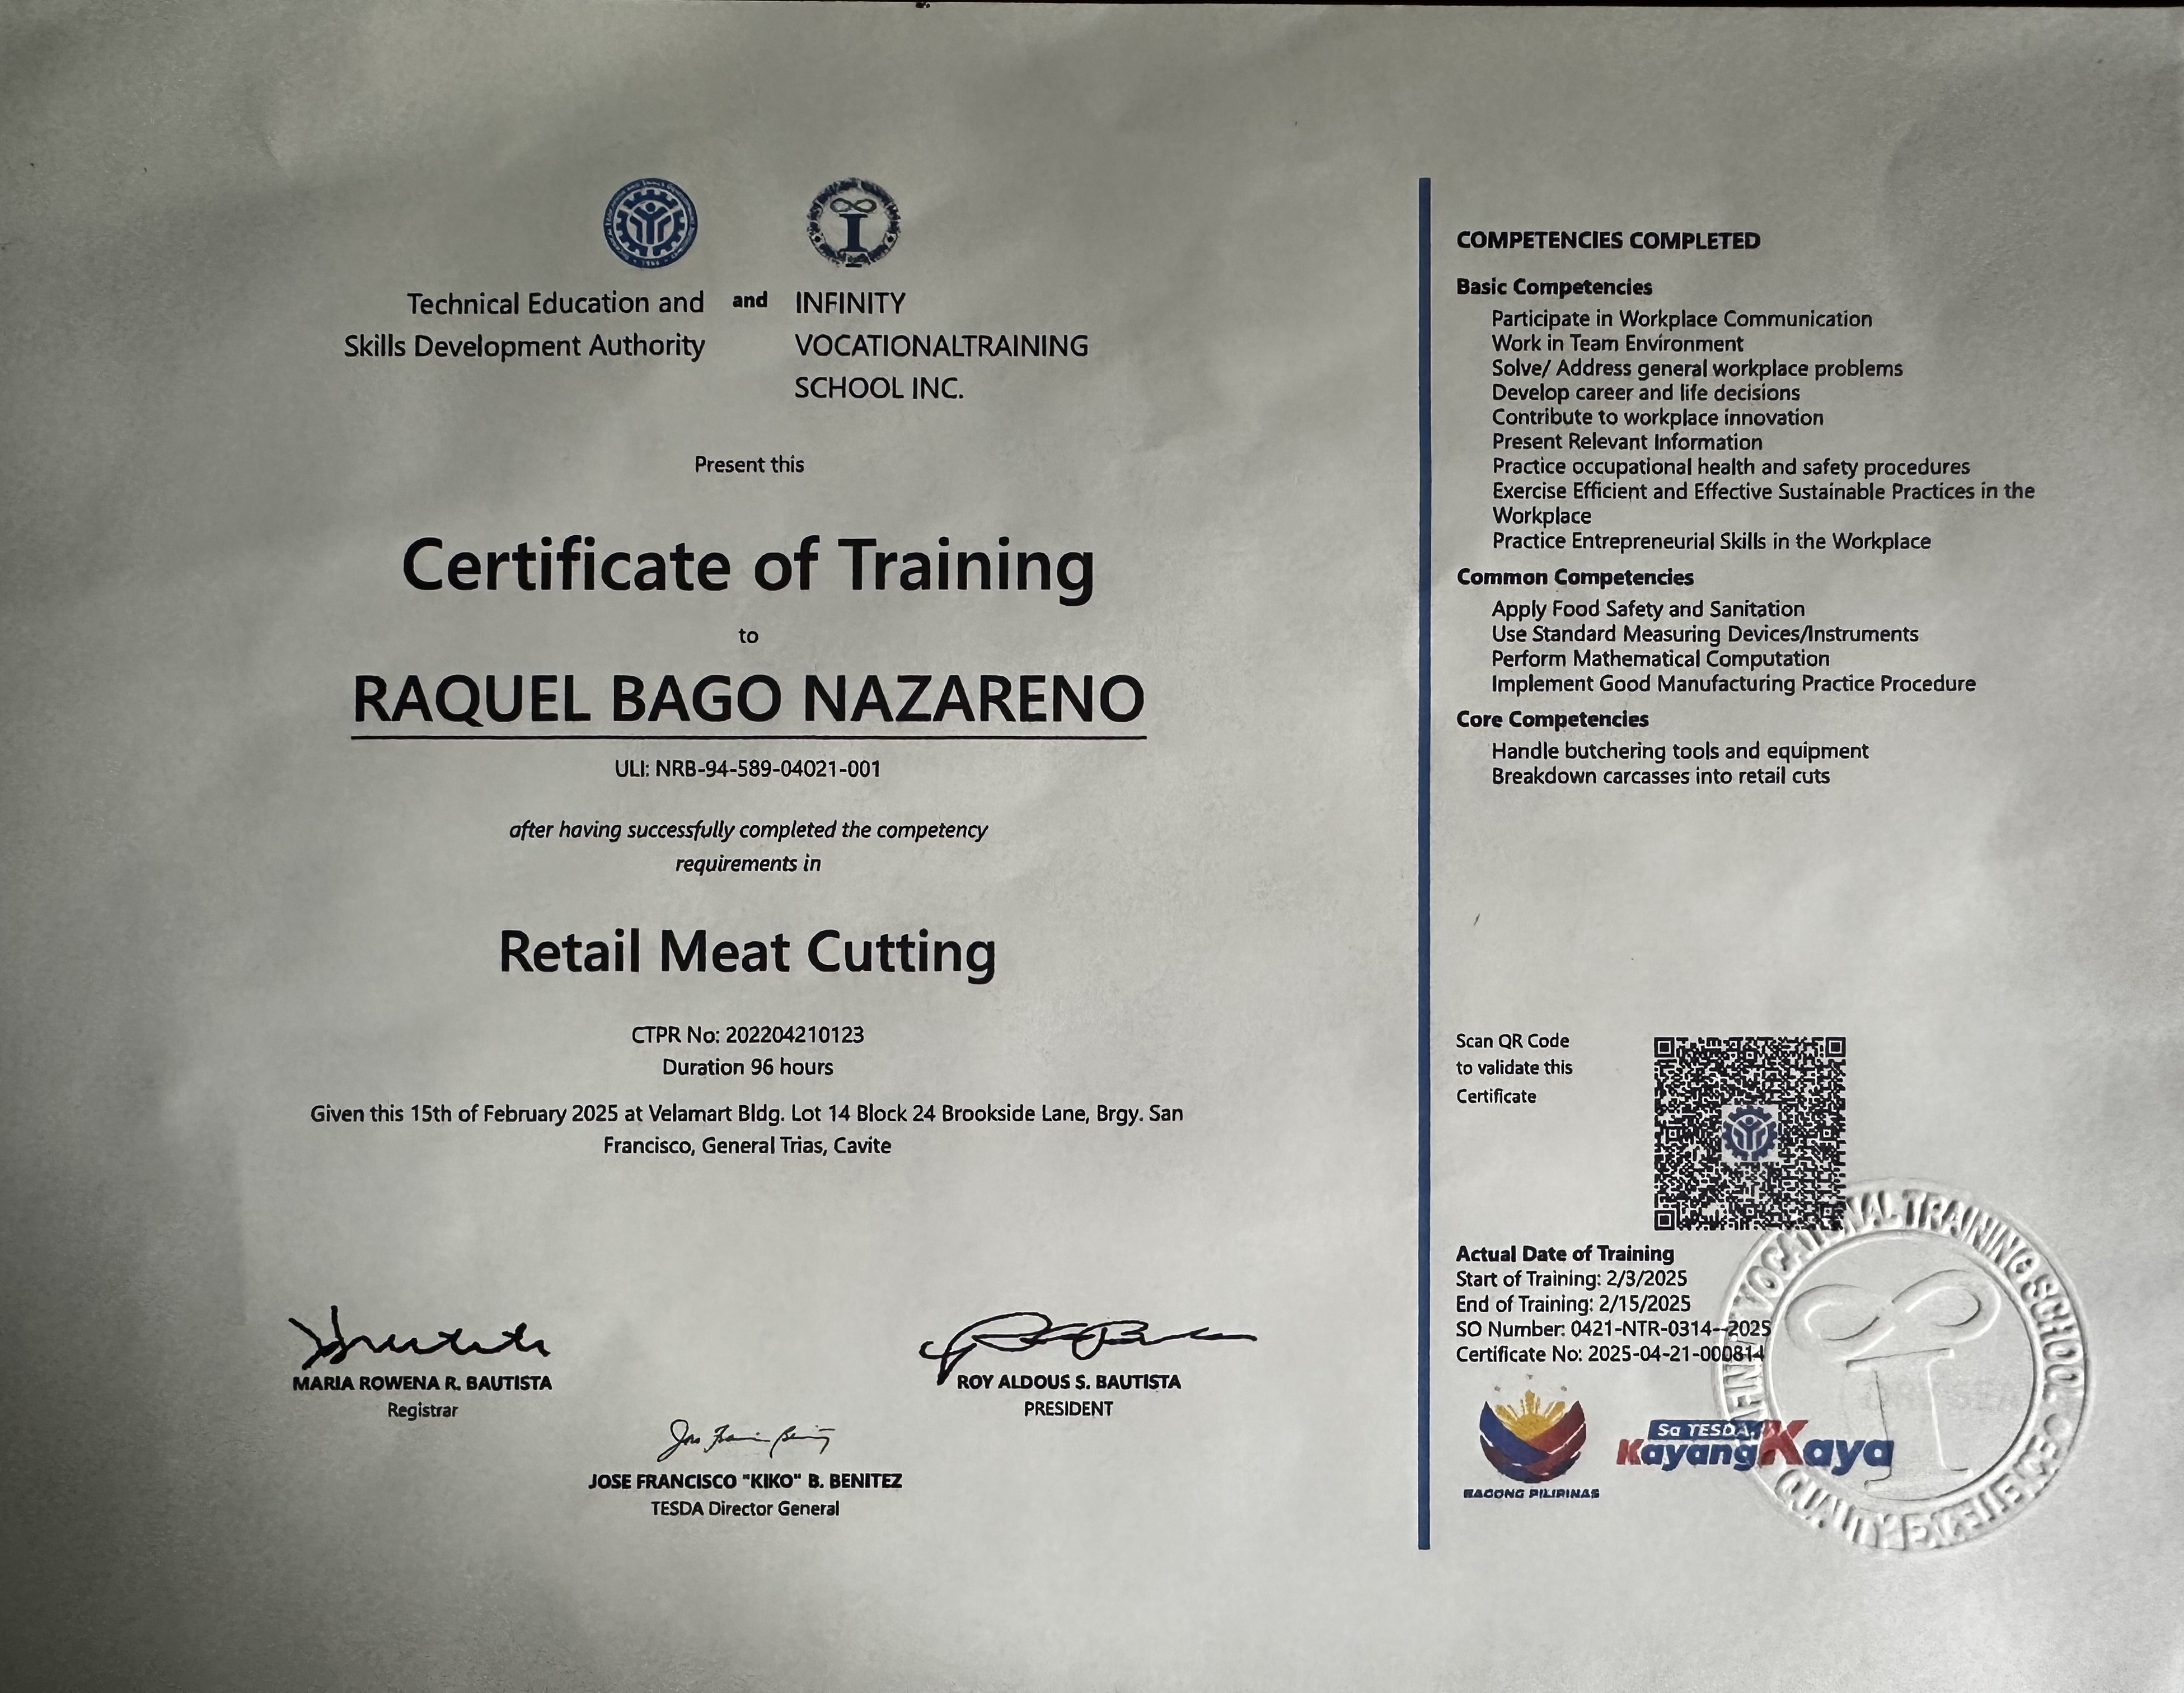 Technical Education and
Skills Development Authority
and
INFINITY
VOCATIONALTRAINING
SCHOOL INC.
Present this
Certificate of Training
to
RAQUEL BAGO NAZARENO
ULI: NRB-94-589-04021-001
after having successfully completed the competency
requirements in
Retail Meat Cutting
CTPR No: 202204210123
Duration 96 hours
Given this 15th of February 2025 at Velamart Bldg. Lot 14 Block 24 Brookside Lane, Brgy. San
Francisco, General Trias, Cavite
MARIA ROWENA R. BAUTISTA
Registrar
ROY ALDOUS S. BAUTISTA
PRESIDENT
JOSE FRANCISCO "KIKO" B. BENITEZ
TESDA Director General
COMPETENCIES COMPLETED
Basic Competencies
Participate in Workplace Communication
Work in Team Environment
Solve/ Address general workplace problems
Develop career and life decisions
Contribute to workplace innovation
Present Relevant Information
Practice occupational health and safety procedures
Exercise Efficient and Effective Sustainable Practices in the
Workplace
Practice Entrepreneurial Skills in the Workplace
Common Competencies
Apply Food Safety and Sanitation
Use Standard Measuring Devices/Instruments
Perform Mathematical Computation
Implement Good Manufacturing Practice Procedure
Core Competencies
Handle butchering tools and equipment
Breakdown carcasses into retail cuts
Scan QR Code
to validate this
Certificate
Actual Date of Training
Start of Training: 2/3/2025
End of Training: 2/15/2025
SO Number: 0421-NTR-0314--2025
Certificate No: 2025-04-21-000814
BAGONG PILIPINAS
Sa TESDA,
Kayang Kaya
TRAINING SCHOOL
QUALITY EXCELLENCE